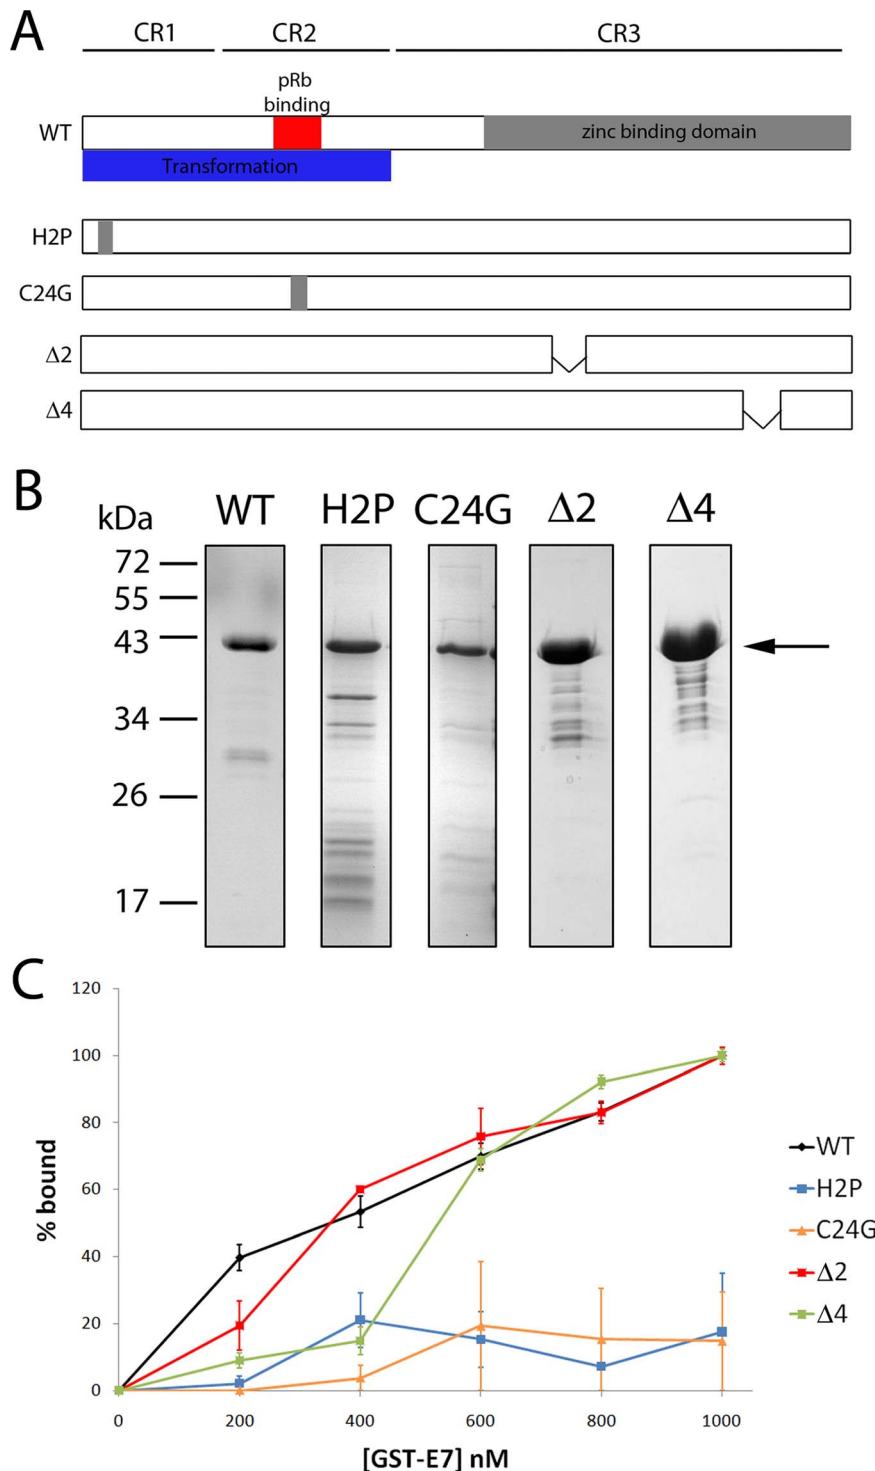 A
CR1 CR2 CR3
pRb
binding
WT zinc binding domain
Transformation
H2P
C24G
Δ2
Δ4
B
kDa WT H2P C24G Δ2 Δ4
72
55
43
34
26
17
C
120
100
80
60
40
20
0
% bound
0 200 400 600 800 1000
[GST-E7] nM
WT
H2P
C24G
Δ2
Δ4